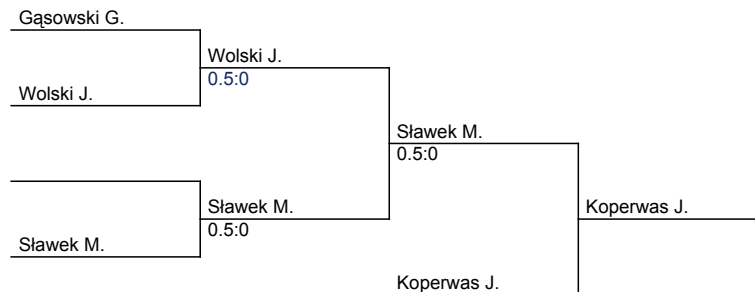 Gąsowski G.
Wolski J.
0.5:0
Wolski J.
Sławek M.
0.5:0
Sławek M.
0.5:0
Koperwas J.
Sławek M.
Koperwas J.